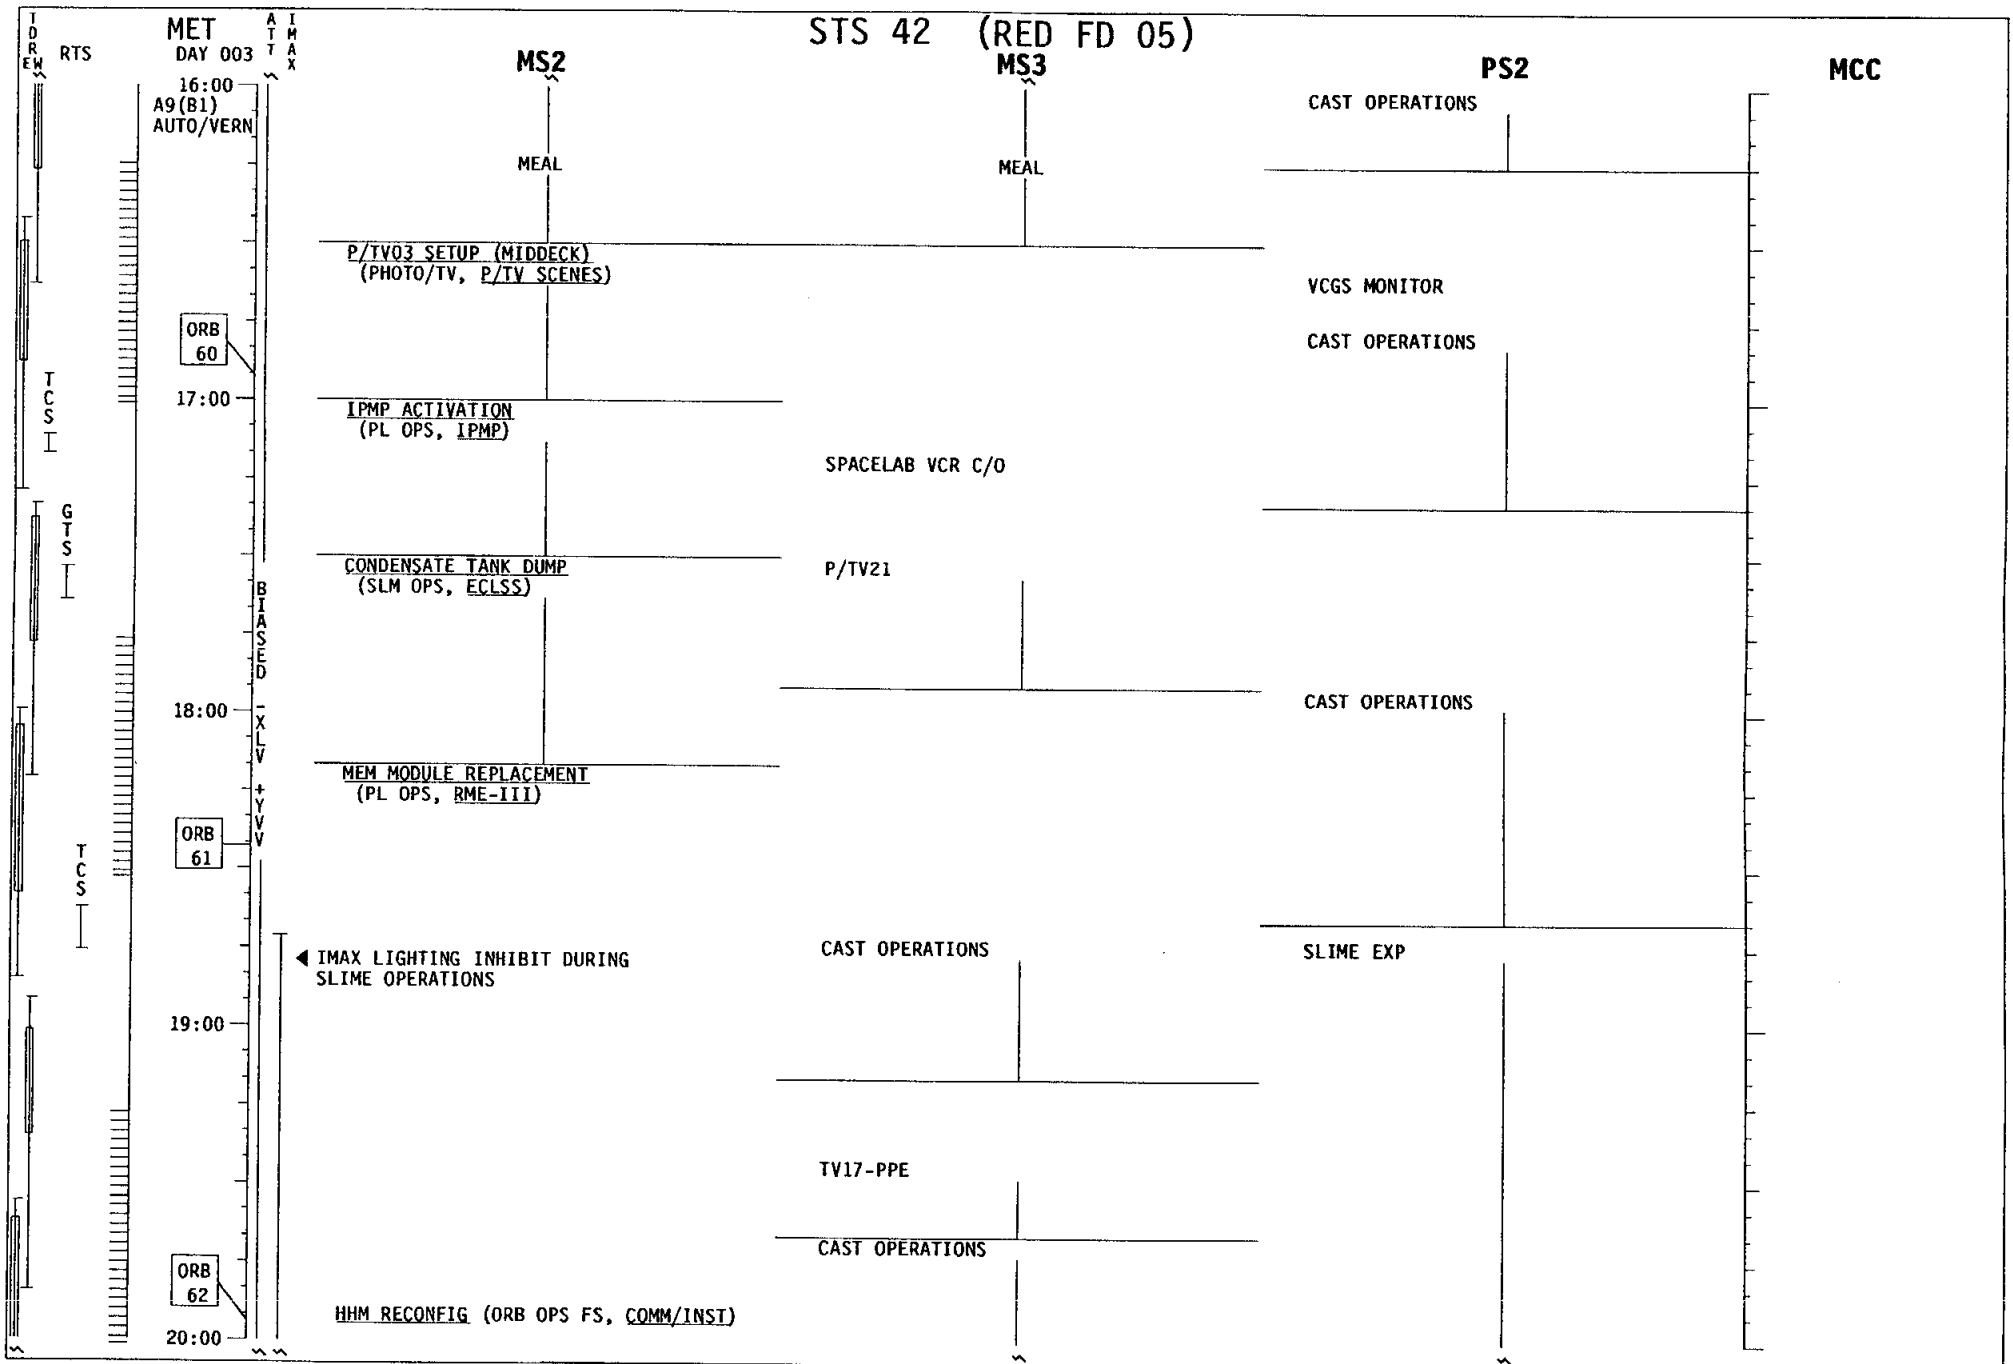 STS 42 (RED FD 05)
TDRE W
RTS
MET
DAY 003
ATT
IMAX
MS2
MS3
PS2
MCC
16:00
A9(B1)
AUTO/VERN
CAST OPERATIONS
MEAL
MEAL
P/TV03 SETUP (MIDDECK)
(PHOTO/TV, P/TV SCENES)
VCGS MONITOR
ORB
60
CAST OPERATIONS
TCS
17:00
IPMP ACTIVATION
(PL OPS, IPMP)
SPACELAB VCR C/O
GTS
CONDENSATE TANK DUMP
(SLM OPS, ECLSS)
P/TV21
BIASED -XLV +YVV
18:00
CAST OPERATIONS
MEM MODULE REPLACEMENT
(PL OPS, RME-III)
ORB
61
TCS
IMAX LIGHTING INHIBIT DURING
SLIME OPERATIONS
CAST OPERATIONS
SLIME EXP
19:00
TV17-PPE
CAST OPERATIONS
ORB
62
HHM RECONFIG (ORB OPS FS, COMM/INST)
20:00